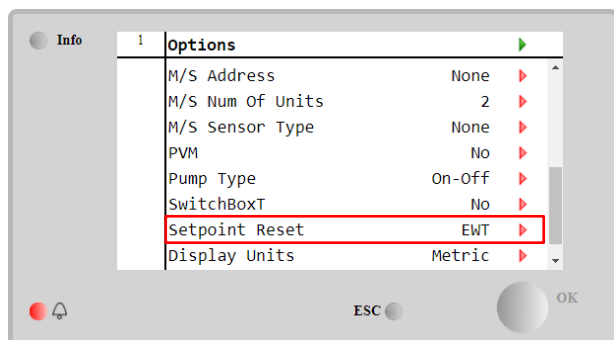 Info
1 Options
M/S Address None
M/S Num Of Units 2
M/S Sensor Type None
PVM No
Pump Type On-Off
SwitchBoxT No
Setpoint Reset EWT
Display Units Metric
ESC
OK